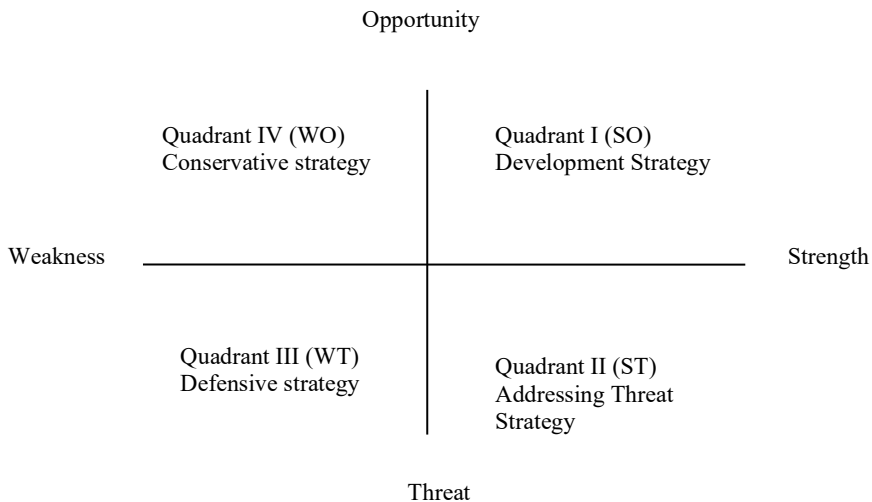 Opportunity
Quadrant IV (WO)
Conservative strategy
Quadrant I (SO)
Development Strategy
Weakness
Strength
Quadrant III (WT)
Defensive strategy
Quadrant II (ST)
Addressing Threat
Strategy
Threat